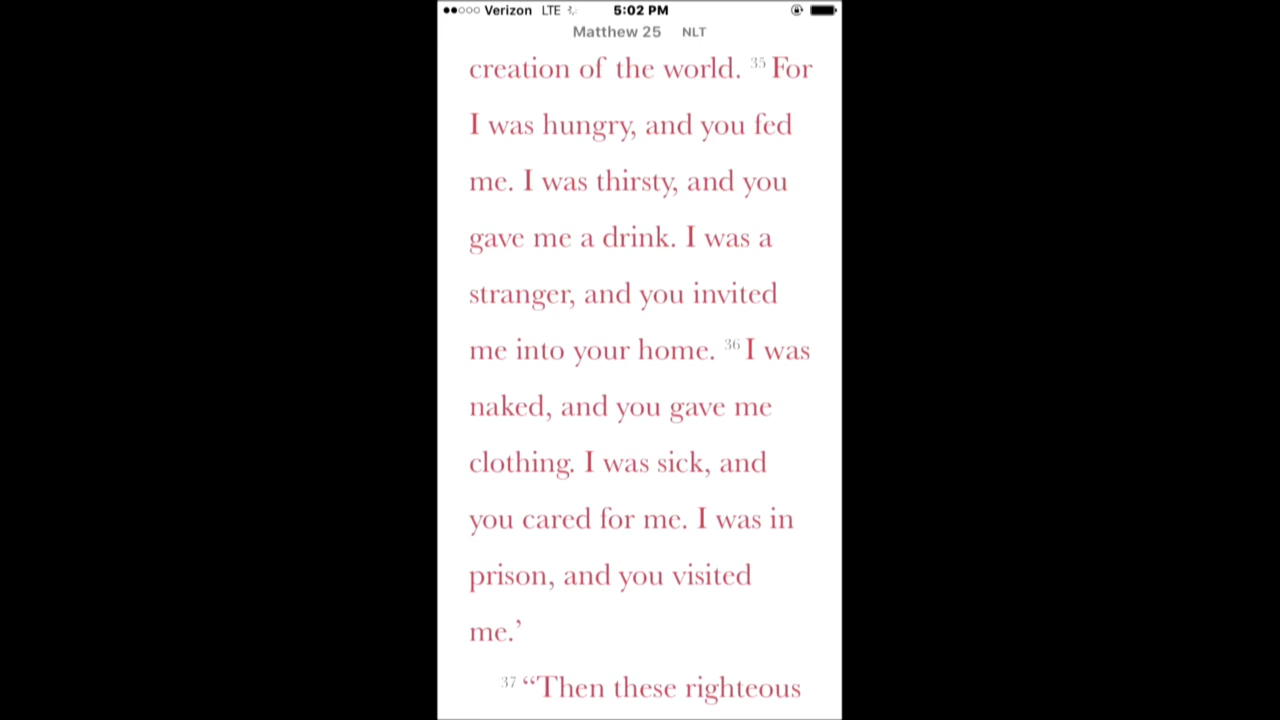 Verizon LTE 5:02 PM
Matthew 25 NLT
creation of the world. 35 For
I was hungry, and you fed
me. I was thirsty, and you
gave me a drink. I was a
stranger, and you invited
me into your home. 36 I was
naked, and you gave me
clothing. I was sick, and
you cared for me. I was in
prison, and you visited
me.’
37 “Then these righteous